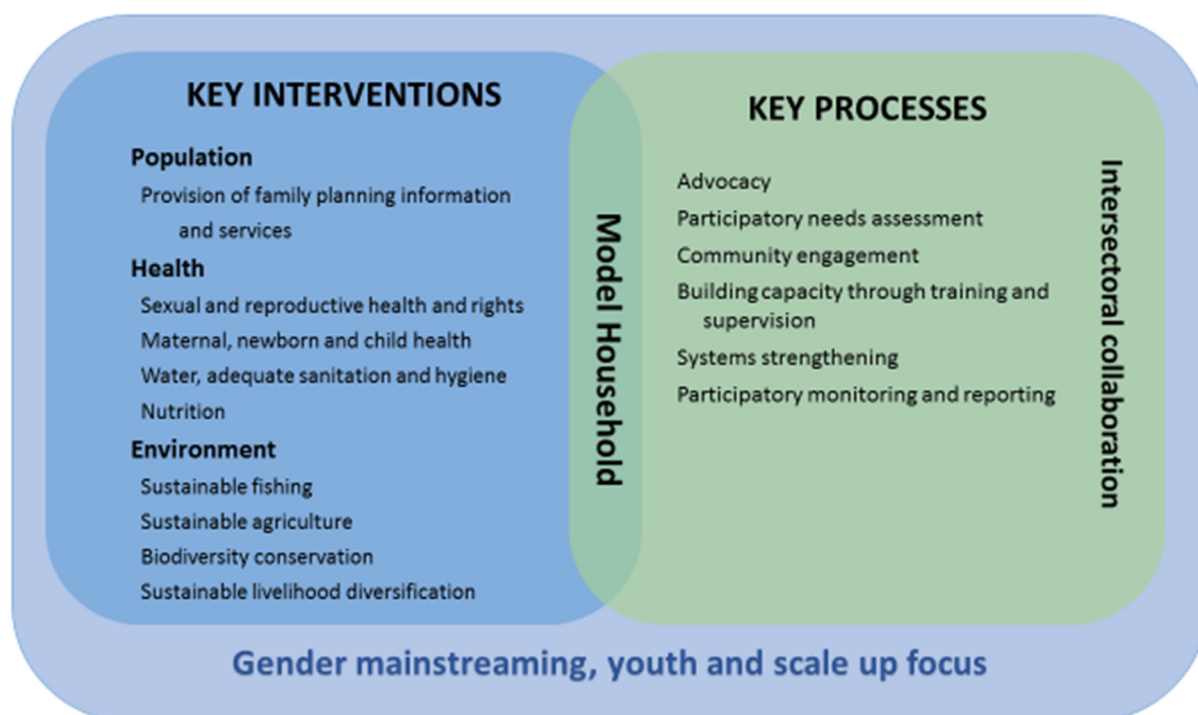 KEY INTERVENTIONS
Population
Provision of family planning information
and services
Health
Sexual and reproductive health and rights
Maternal, newborn and child health
Water, adequate sanitation and hygiene
Nutrition
Environment
Sustainable fishing
Sustainable agriculture
Biodiversity conservation
Sustainable livelihood diversification
Model Household
KEY PROCESSES
Advocacy
Participatory needs assessment
Community engagement
Building capacity through training and
supervision
Systems strengthening
Participatory monitoring and reporting
Intersectoral collaboration
Gender mainstreaming, youth and scale up focus